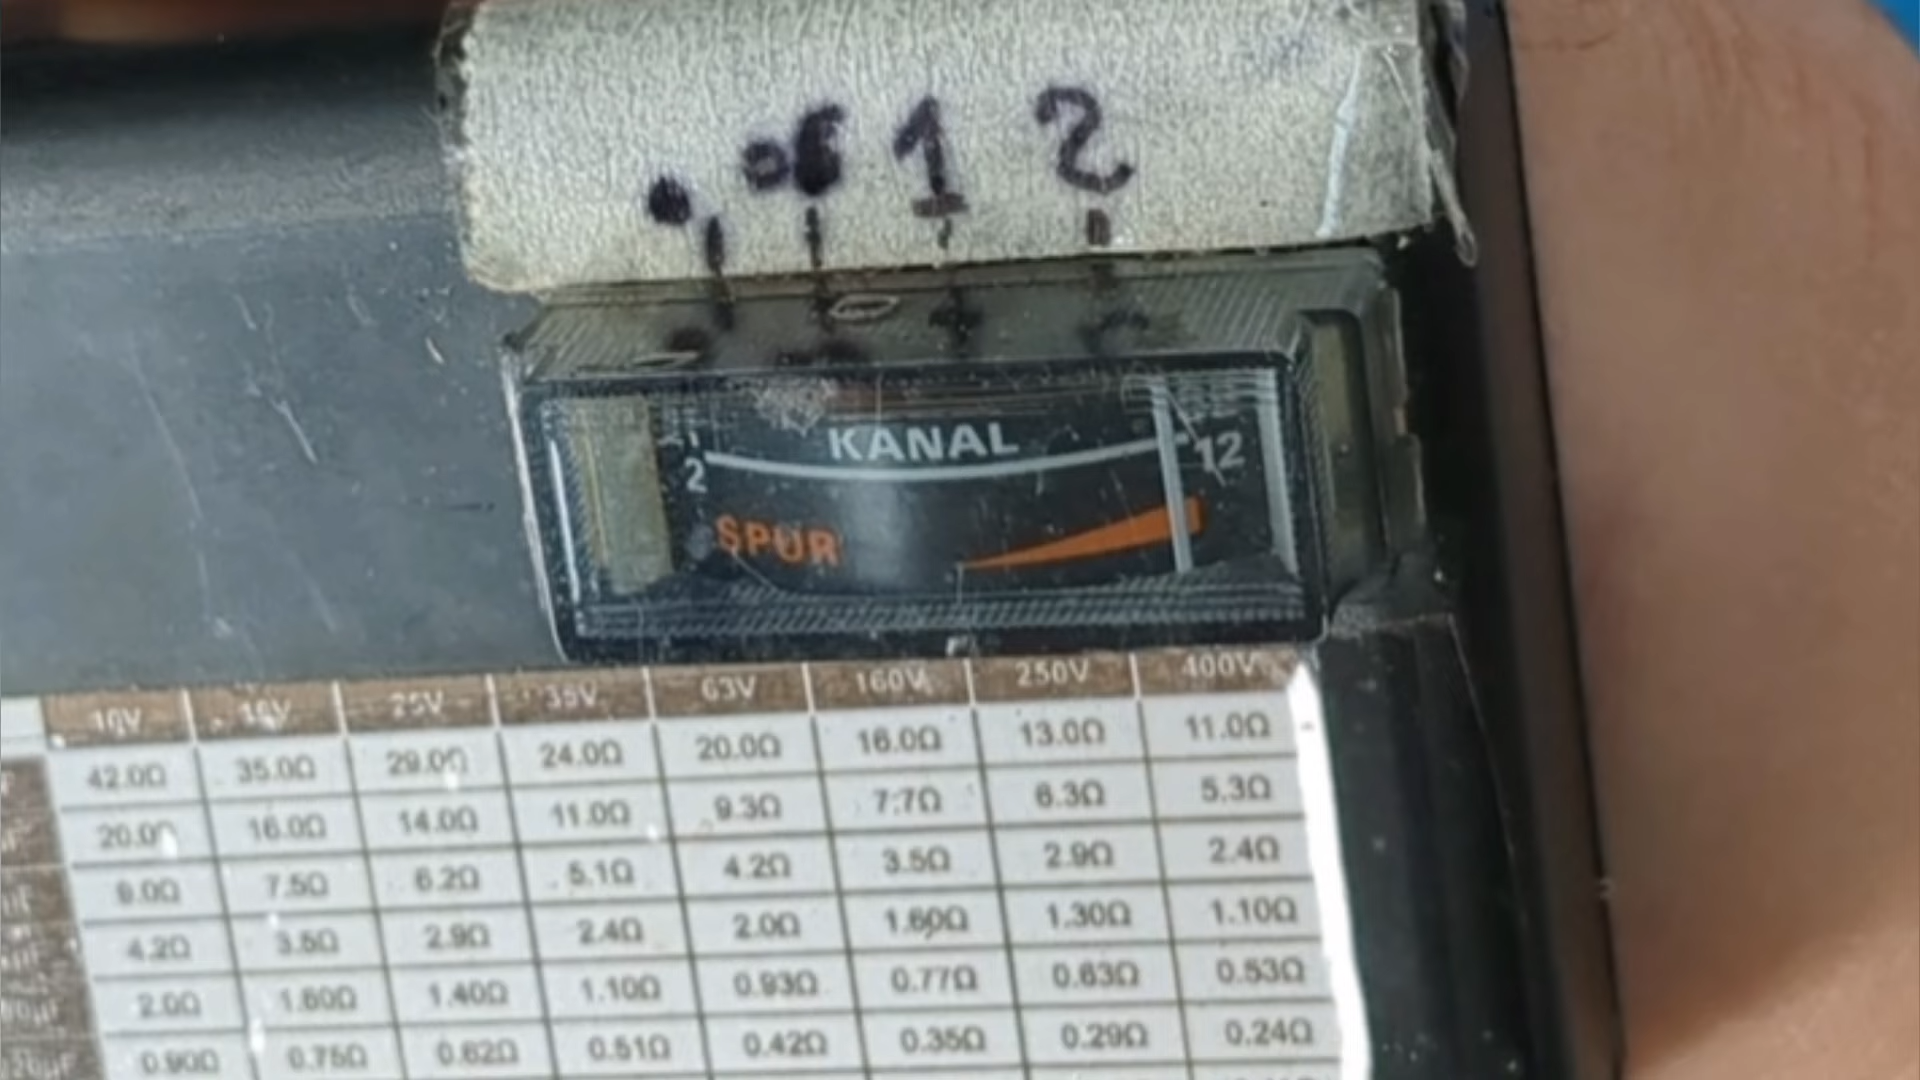 1 2
KANAL
2 12
SPUR
10V 16V 25V 35V 63V 160V 250V 400V
42.0Ω 35.0Ω 29.0Ω 24.0Ω 20.0Ω 16.0Ω 13.0Ω 11.0Ω
20.0Ω 16.0Ω 14.0Ω 11.0Ω 9.3Ω 7.7Ω 6.3Ω 5.3Ω
9.0Ω 7.5Ω 6.2Ω 5.1Ω 4.2Ω 3.5Ω 2.9Ω 2.4Ω
4.2Ω 3.5Ω 2.9Ω 2.4Ω 2.0Ω 1.60Ω 1.30Ω 1.10Ω
2.0Ω 1.60Ω 1.40Ω 1.10Ω 0.93Ω 0.77Ω 0.63Ω 0.53Ω
0.90Ω 0.75Ω 0.62Ω 0.51Ω 0.42Ω 0.35Ω 0.29Ω 0.24Ω